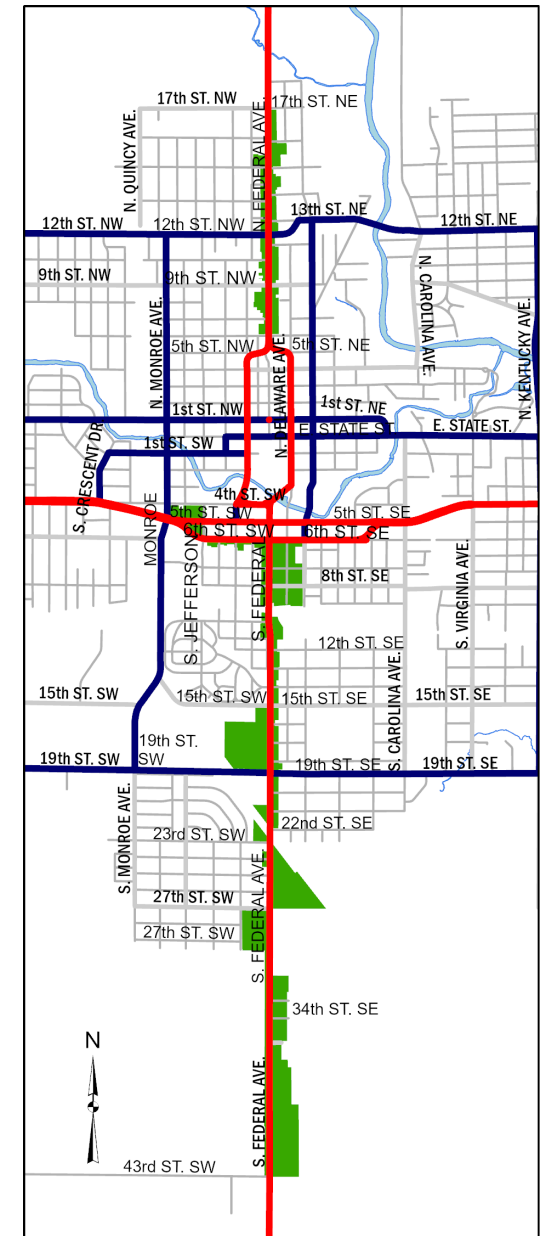 17th ST. NW
17th ST. NE
N. QUINCY AVE.
N. FEDERAL AVE.
13th ST. NE
12th ST. NW
12th ST. NW
12th ST. NE
9th ST. NW
9th ST. NW
N. CAROLINA AVE.
N. MONROE AVE.
N. KENTUCKY AVE.
5th ST. NW
5th ST. NE
N. DELAWARE AVE.
1st ST. NW
1st ST. NE
E. STATE ST.
E. STATE ST.
1st ST. SW
S. CRESCENT DR.
4th ST. SW
5th ST. SW
5th ST. SE
6th ST. SW
6th ST. SE
MONROE
S. JEFFERSON
S. FEDERAL
8th ST. SE
S. VIRGINIA AVE.
12th ST. SE
S. CAROLINA AVE.
15th ST. SW
15th ST. SW
15th ST. SE
15th ST. SE
19th ST.
SW
19th ST. SW
19th ST. SE
19th ST. SE
S. MONROE AVE.
22nd ST. SE
23rd ST. SW
S. FEDERAL AVE.
27th ST. SW
27th ST. SW
34th ST. SE
N
S. FEDERAL AVE.
43rd ST. SW